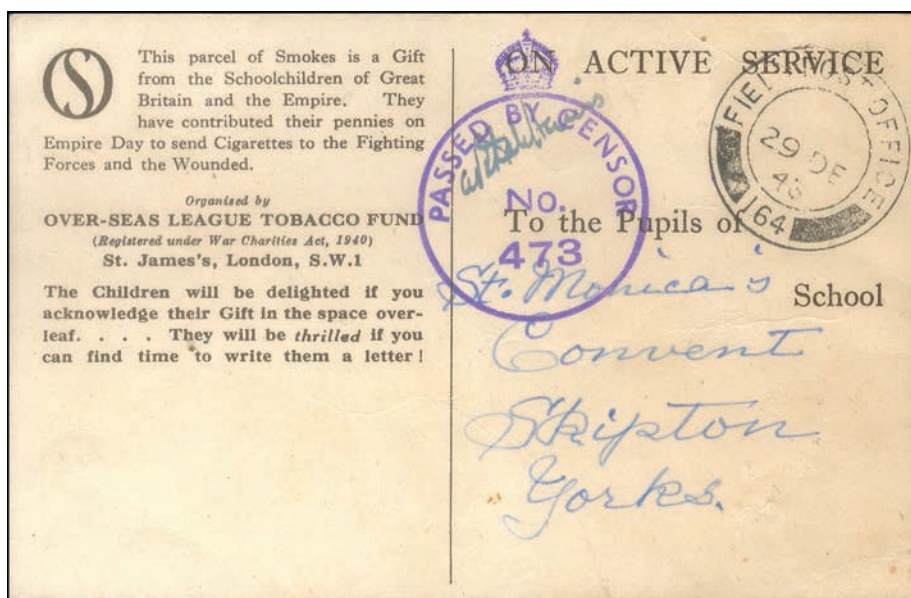 OS
This parcel of Smokes is a Gift
from the Schoolchildren of Great
Britain and the Empire. They
have contributed their pennies on
Empire Day to send Cigarettes to the Fighting
Forces and the Wounded.
Organised by
OVER-SEAS LEAGUE TOBACCO FUND
(Registered under War Charities Act, 1940)
St. James's, London, S.W.1
The Children will be delighted if you
acknowledge their Gift in the space over-
leaf. . . . They will be thrilled if you
can find time to write them a letter!
ON ACTIVE SERVICE
PASSED BY CENSOR
No.
473
FIELD POST OFFICE
29 DE
43
164
To the Pupils of
St. Monica's
School
Convent
Skipton
Yorks.